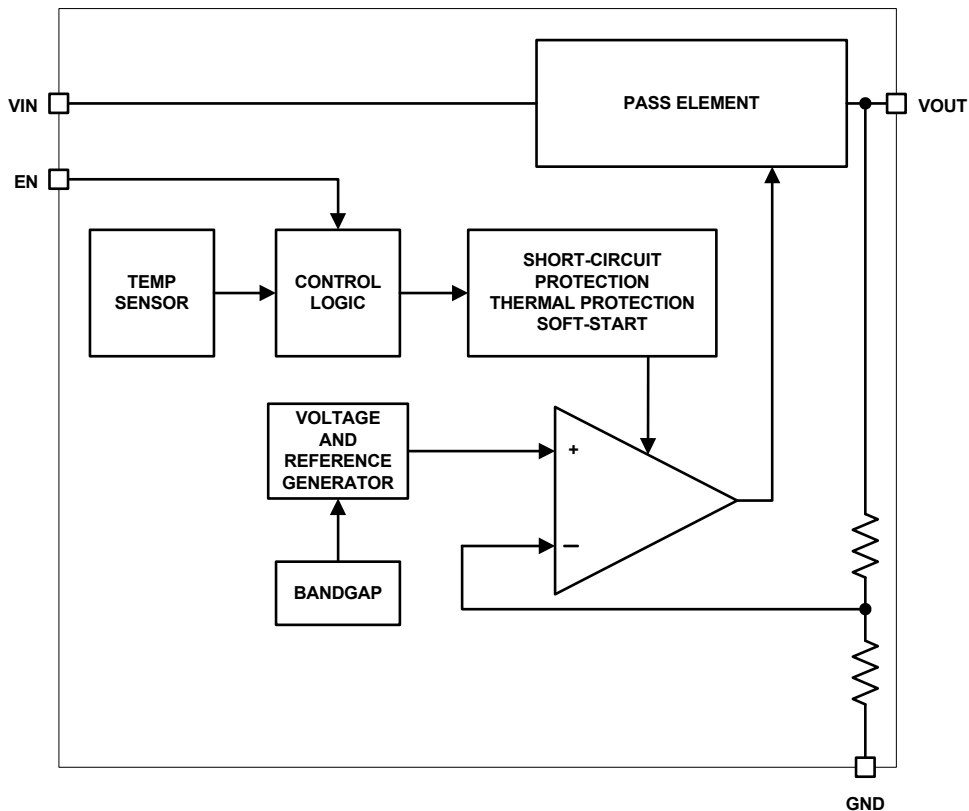 PASS ELEMENT
VIN
VOUT
EN
TEMP
SENSOR
CONTROL
LOGIC
SHORT-CIRCUIT
PROTECTION
THERMAL PROTECTION
SOFT-START
VOLTAGE
AND
REFERENCE
GENERATOR
+
–
BANDGAP
GND